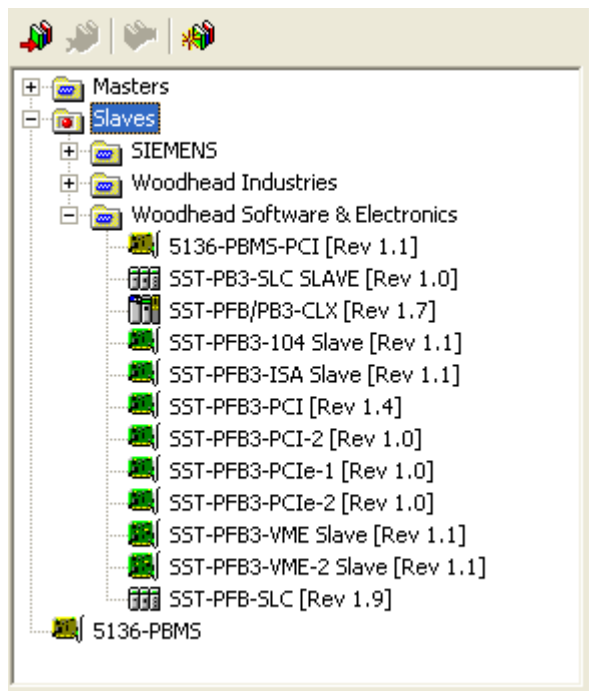 Masters
Slaves
SIEMENS
Woodhead Industries
Woodhead Software & Electronics
5136-PBMS-PCI [Rev 1.1]
SST-PB3-SLC SLAVE [Rev 1.0]
SST-PFB/PB3-CLX [Rev 1.7]
SST-PFB3-104 Slave [Rev 1.1]
SST-PFB3-ISA Slave [Rev 1.1]
SST-PFB3-PCI [Rev 1.4]
SST-PFB3-PCI-2 [Rev 1.0]
SST-PFB3-PCIe-1 [Rev 1.0]
SST-PFB3-PCIe-2 [Rev 1.0]
SST-PFB3-VME Slave [Rev 1.1]
SST-PFB3-VME-2 Slave [Rev 1.1]
SST-PFB-SLC [Rev 1.9]
5136-PBMS